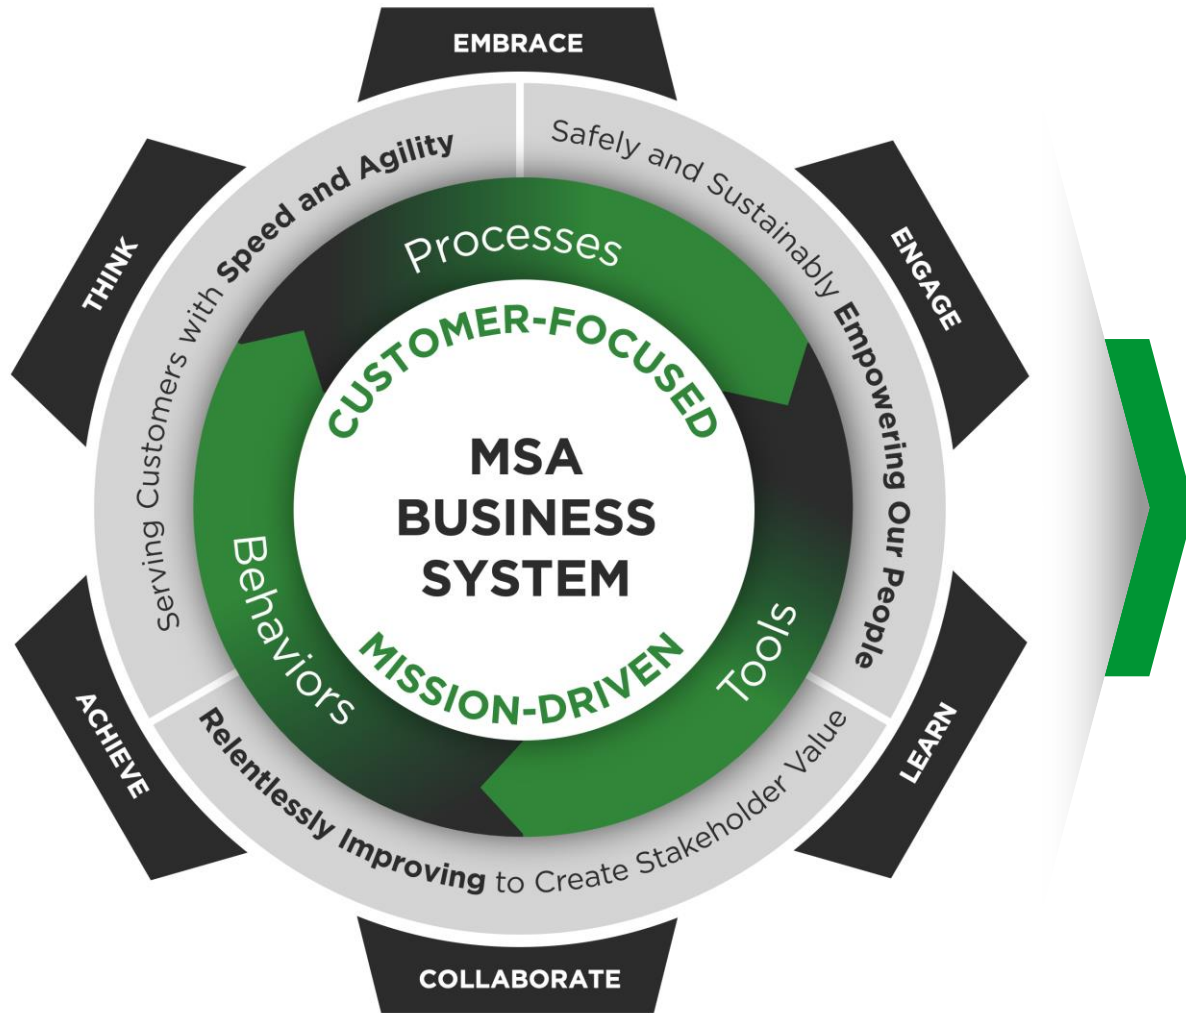 EMBRACE
ENGAGE
LEARN
COLLABORATE
ACHIEVE
THINK
Serving Customers with Speed and Agility
Safely and Sustainably Empowering Our People
Relentlessly Improving to Create Stakeholder Value
Processes
Tools
Behaviors
CUSTOMER-FOCUSED
MSA
BUSINESS
SYSTEM
MISSION-DRIVEN